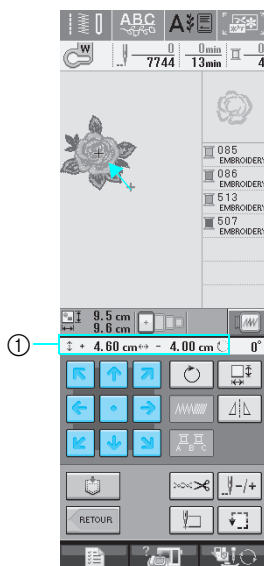 ABC A
W 0 0min
7744 13min 4
085
EMBROIDERY
086
EMBROIDERY
513
EMBROIDERY
507
EMBROIDERY
9.5 cm
9.6 cm
① + 4.60 cm - 4.00 cm 0°
A B C
-/+
RETOUR
?